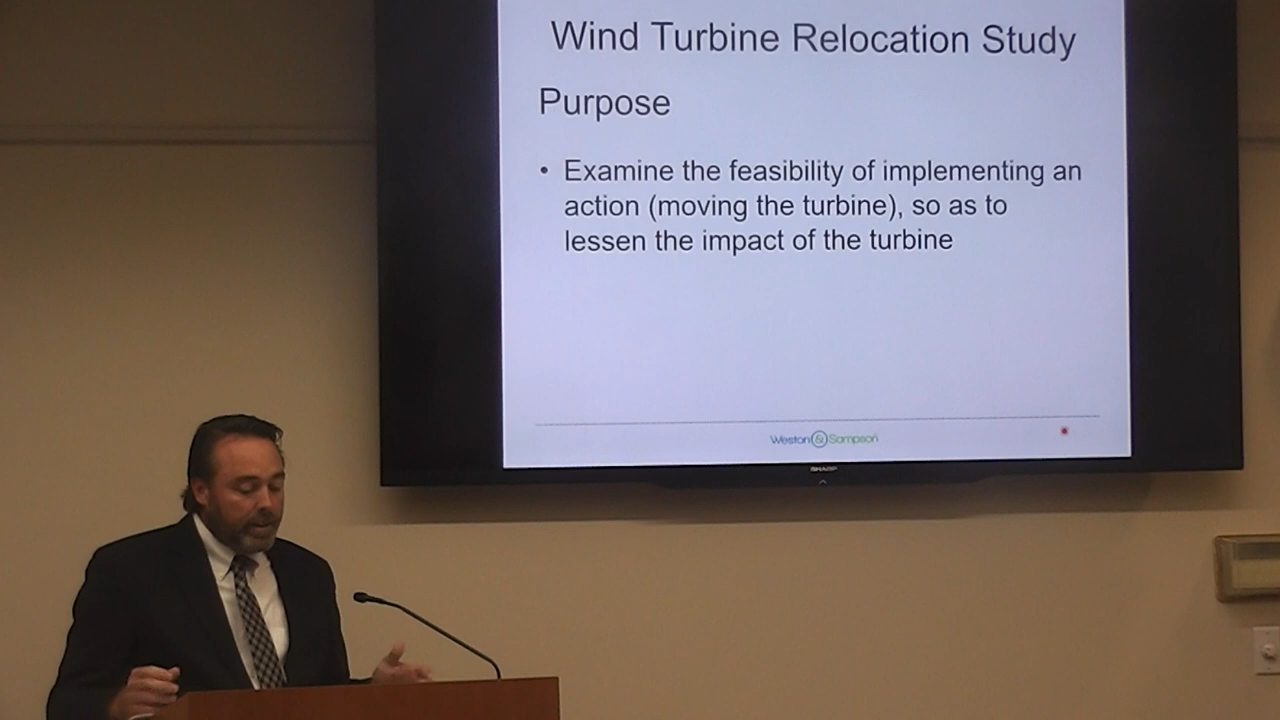 Wind Turbine Relocation Study
Purpose
• Examine the feasibility of implementing an
action (moving the turbine), so as to
lessen the impact of the turbine
Weston & Sampson
SHARP